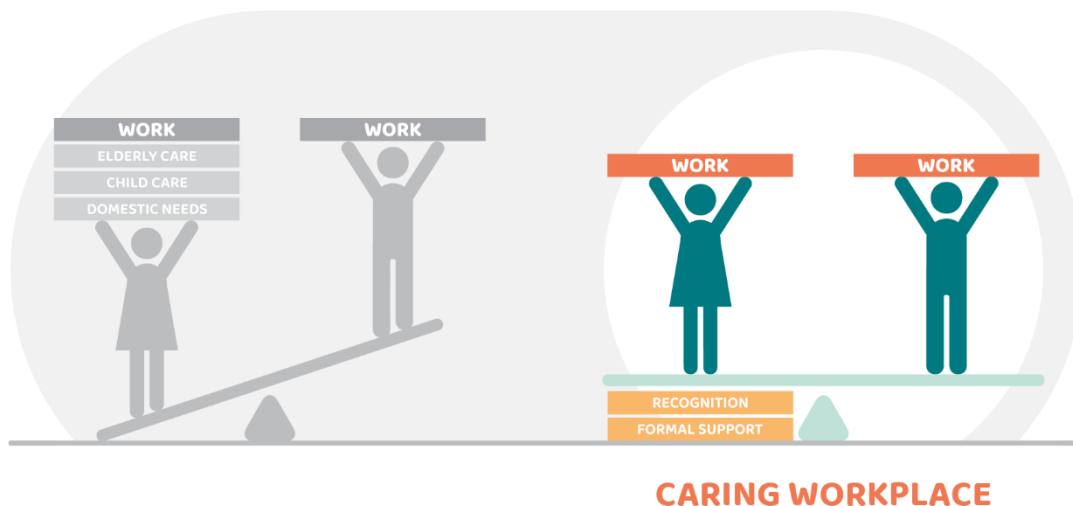 WORK
ELDERLY CARE
CHILD CARE
DOMESTIC NEEDS
WORK
WORK
WORK
RECOGNITION
FORMAL SUPPORT
CARING WORKPLACE